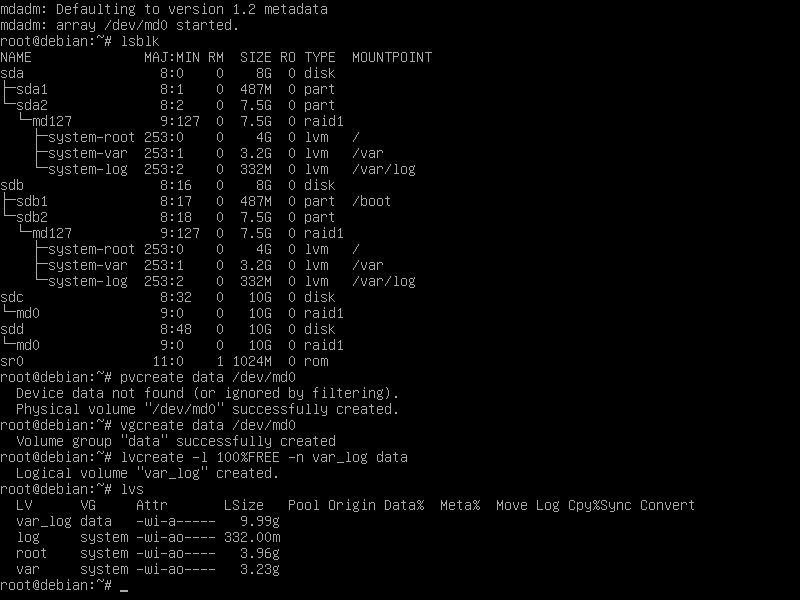 mdadm: Defaulting to version 1.2 metadata
mdadm: array /dev/md0 started.
root@debian:~# lsblk
NAME              MAJ:MIN RM  SIZE RO TYPE  MOUNTPOINT
sda                 8:0    0    8G  0 disk
├─sda1              8:1    0  487M  0 part
└─sda2              8:2    0  7.5G  0 part
  └─md127           9:127  0  7.5G  0 raid1
    ├─system-root 253:0    0    4G  0 lvm   /
    ├─system-var  253:1    0  3.2G  0 lvm   /var
    └─system-log  253:2    0  332M  0 lvm   /var/log
sdb                 8:16   0    8G  0 disk
├─sdb1              8:17   0  487M  0 part  /boot
└─sdb2              8:18   0  7.5G  0 part
  └─md127           9:127  0  7.5G  0 raid1
    ├─system-root 253:0    0    4G  0 lvm   /
    ├─system-var  253:1    0  3.2G  0 lvm   /var
    └─system-log  253:2    0  332M  0 lvm   /var/log
sdc                 8:32   0   10G  0 disk
└─md0               9:0    0   10G  0 raid1
sdd                 8:48   0   10G  0 disk
└─md0               9:0    0   10G  0 raid1
sr0                11:0    1 1024M  0 rom
root@debian:~# pvcreate data /dev/md0
  Device data not found (or ignored by filtering).
  Physical volume "/dev/md0" successfully created.
root@debian:~# vgcreate data /dev/md0
  Volume group "data" successfully created
root@debian:~# lvcreate -l 100%FREE -n var_log data
  Logical volume "var_log" created.
root@debian:~# lvs
  LV      VG     Attr       LSize   Pool Origin Data%  Meta%  Move Log Cpy%Sync Convert
  var_log data   -wi-a-----   9.99g
  log     system -wi-ao---- 332.00m
  root    system -wi-ao----   3.96g
  var     system -wi-ao----   3.23g
root@debian:~# _